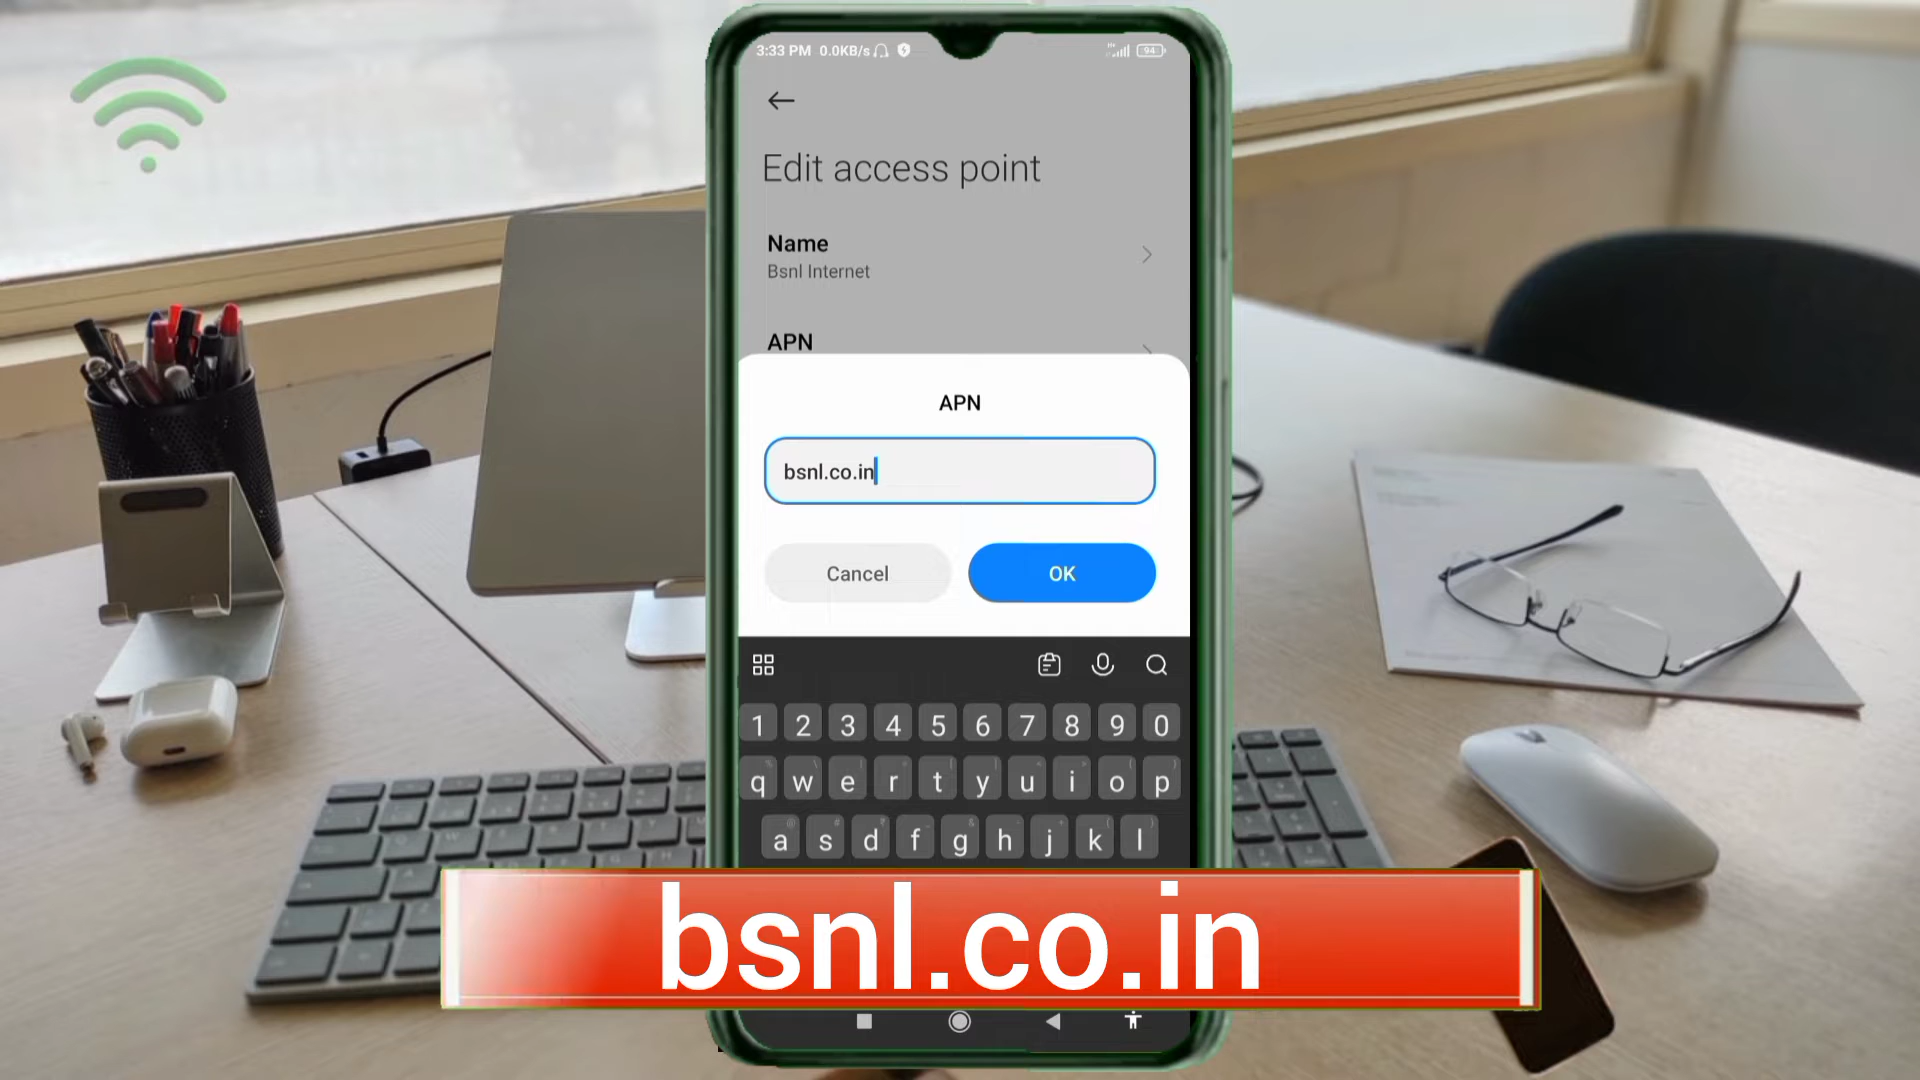 3:33 PM 0.0KB/s 94
Edit access point
Name
Bsnl Internet
APN
APN
bsnl.co.in
Cancel OK
1 2 3 4 5 6 7 8 9 0
q w e r t y u i o p
a s d f g h j k l
bsnl.co.in